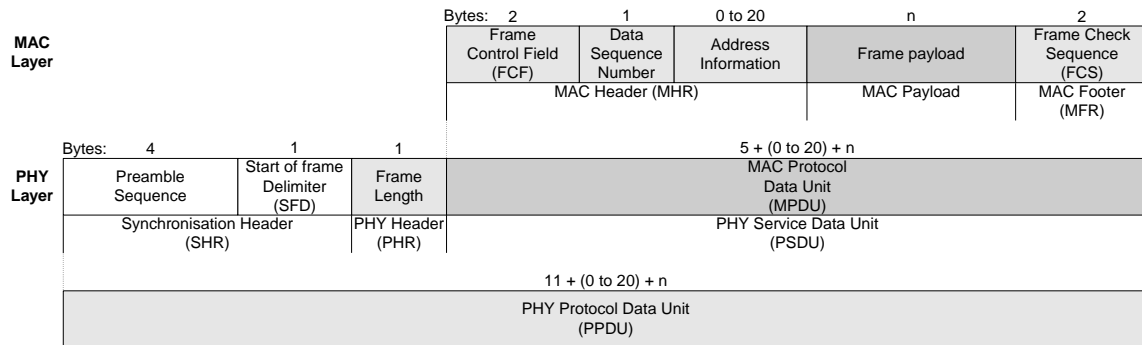 Bytes: 2 1 0 to 20 n 2
MAC
Layer
Frame
Control Field
(FCF)
Data
Sequence
Number
Address
Information
Frame payload
Frame Check
Sequence
(FCS)
MAC Header (MHR)
MAC Payload
MAC Footer
(MFR)
Bytes: 4 1 1 5 + (0 to 20) + n
PHY
Layer
Preamble
Sequence
Start of frame
Delimiter
(SFD)
Frame
Length
MAC Protocol
Data Unit
(MPDU)
Synchronisation Header
(SHR)
PHY Header
(PHR)
PHY Service Data Unit
(PSDU)
11 + (0 to 20) + n
PHY Protocol Data Unit
(PPDU)